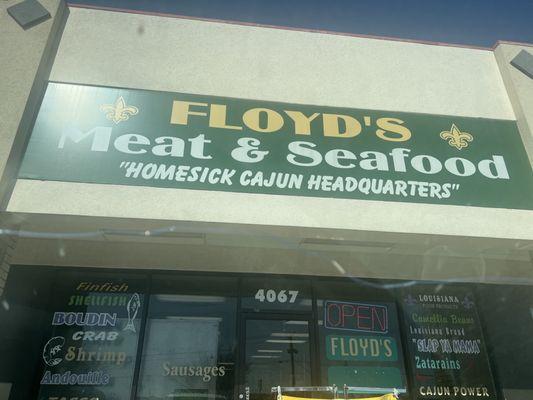 FLOYD'S
Meat & Seafood
"HOMESICK CAJUN HEADQUARTERS"
4067
Finfish
SHELLFISH
BOUDIN
CRAB
Shrimp
Andouille
Sausages
OPEN
FLOYD'S
LOUISIANA
Camellia Beans
Louisiana Brand
"SLAP YA MAMA"
Zatarains
CAJUN POWER